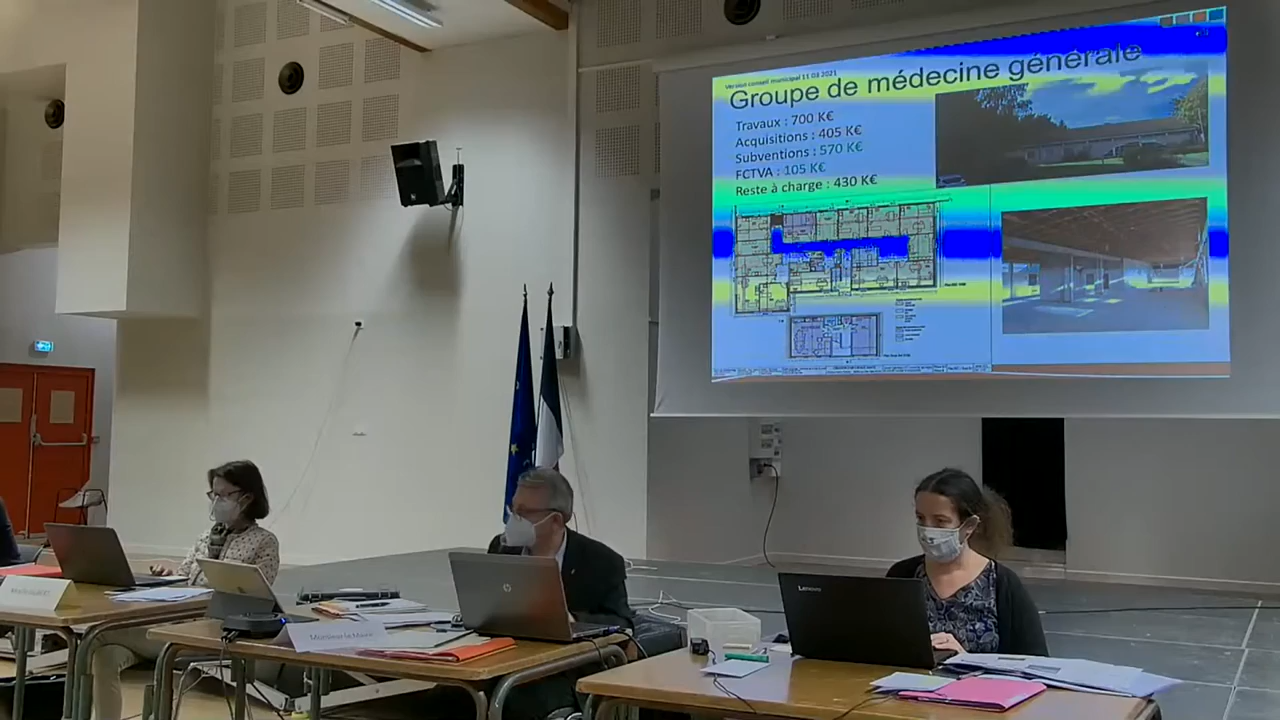 Version conseil municipal 11 03 2021
Groupe de médecine générale
Travaux : 700 K€
Acquisitions : 405 K€
Subventions : 570 K€
FCTVA : 105 K€
Reste à charge : 430 K€
hp
Lenovo
Monsieur le Maire